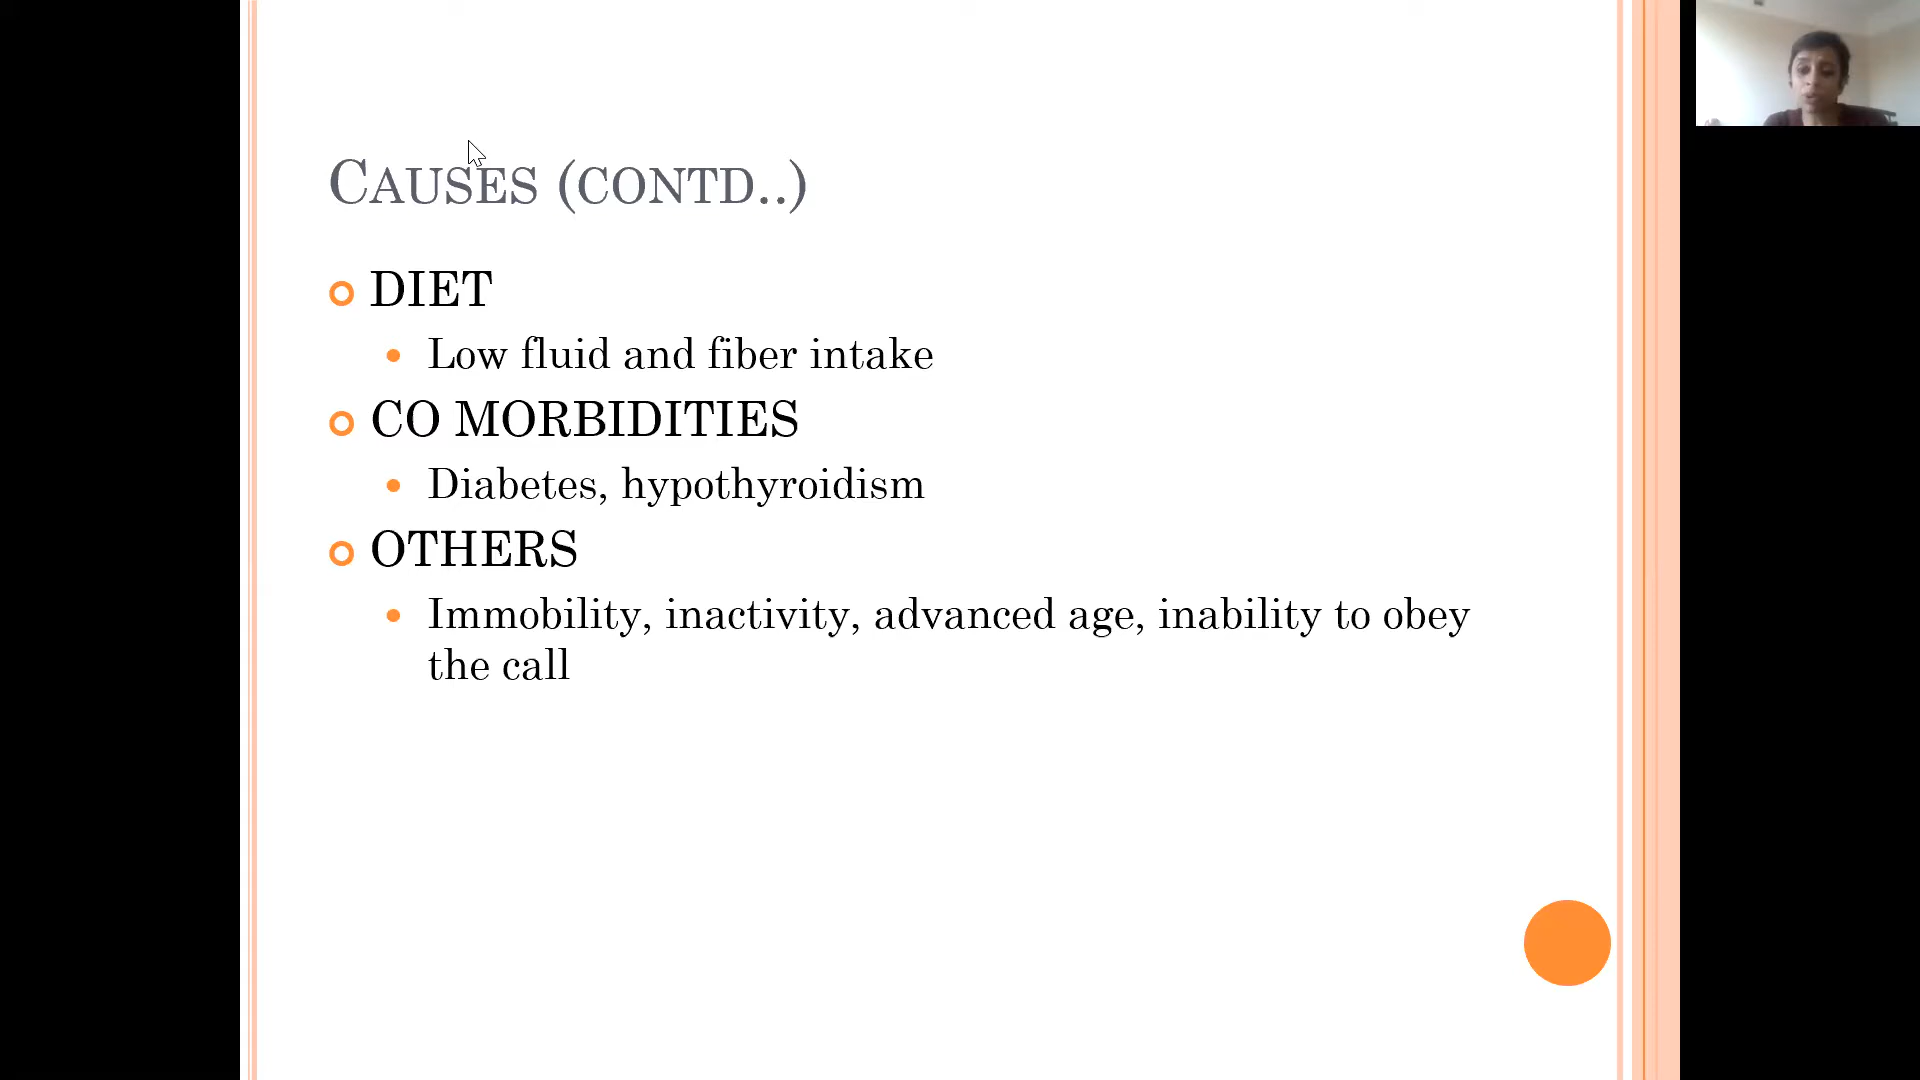 CAUSES (CONTD..)
DIET
Low fluid and fiber intake
CO MORBIDITIES
Diabetes, hypothyroidism
OTHERS
Immobility, inactivity, advanced age, inability to obey
the call